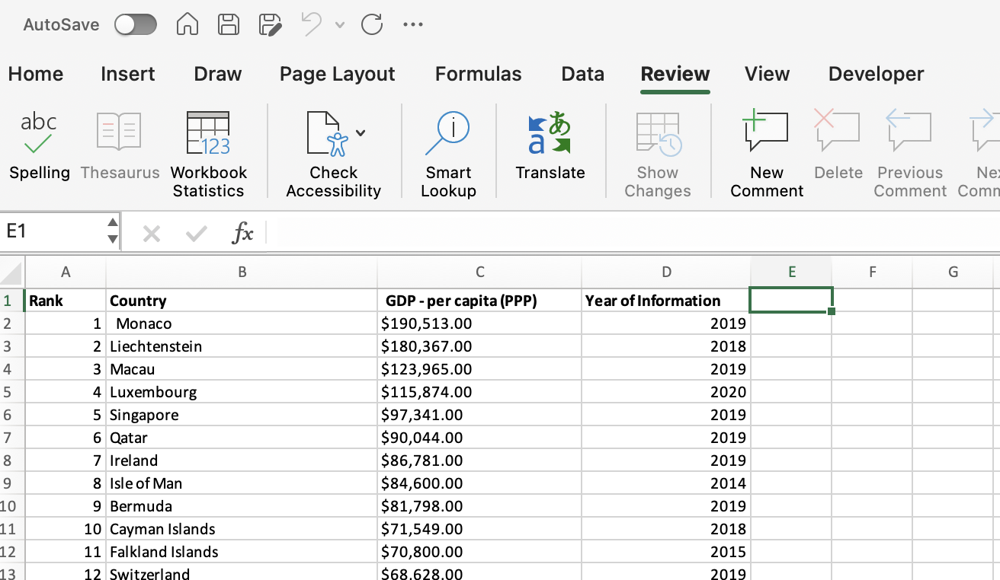 AutoSave
Home Insert Draw Page Layout Formulas Data Review View Developer
abc 123 i a あ
Spelling Thesaurus Workbook Check Smart Translate Show New Delete Previous
Statistics Accessibility Lookup Changes Comment Comment
E1 fx
A B C D E F G
1 Rank Country GDP - per capita (PPP) Year of Information
2 1 Monaco $190,513.00 2019
3 2 Liechtenstein $180,367.00 2018
4 3 Macau $123,965.00 2019
5 4 Luxembourg $115,874.00 2020
6 5 Singapore $97,341.00 2019
7 6 Qatar $90,044.00 2019
8 7 Ireland $86,781.00 2019
9 8 Isle of Man $84,600.00 2014
10 9 Bermuda $81,798.00 2019
11 10 Cayman Islands $71,549.00 2018
12 11 Falkland Islands $70,800.00 2015
13 12 Switzerland $68,628.00 2019